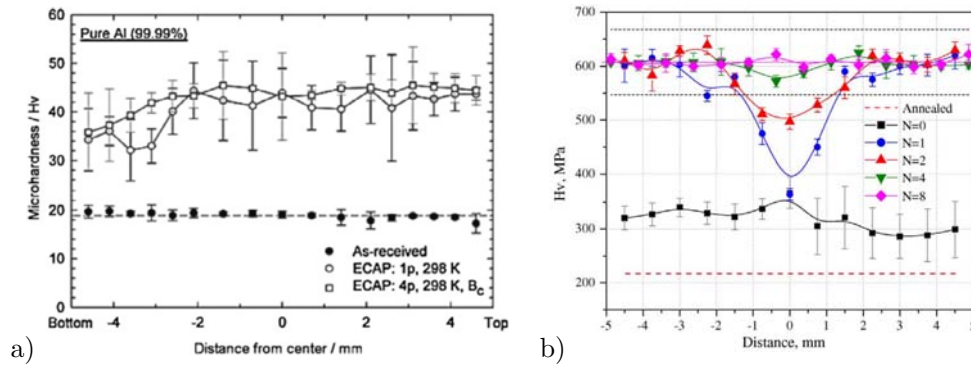 Pure Al (99.99%)
Microhardness / Hv
60
50
40
30
20
10
0
As-received
ECAP: 1p, 298 K
ECAP: 4p, 298 K, B_C
Bottom -4 -2 0 2 4 Top
Distance from center / mm
a)
Hv, MPa
700
600
500
400
300
200
Annealed
N=0
N=1
N=2
N=4
N=8
-5 -4 -3 -2 -1 0 1 2 3 4
Distance, mm
b)